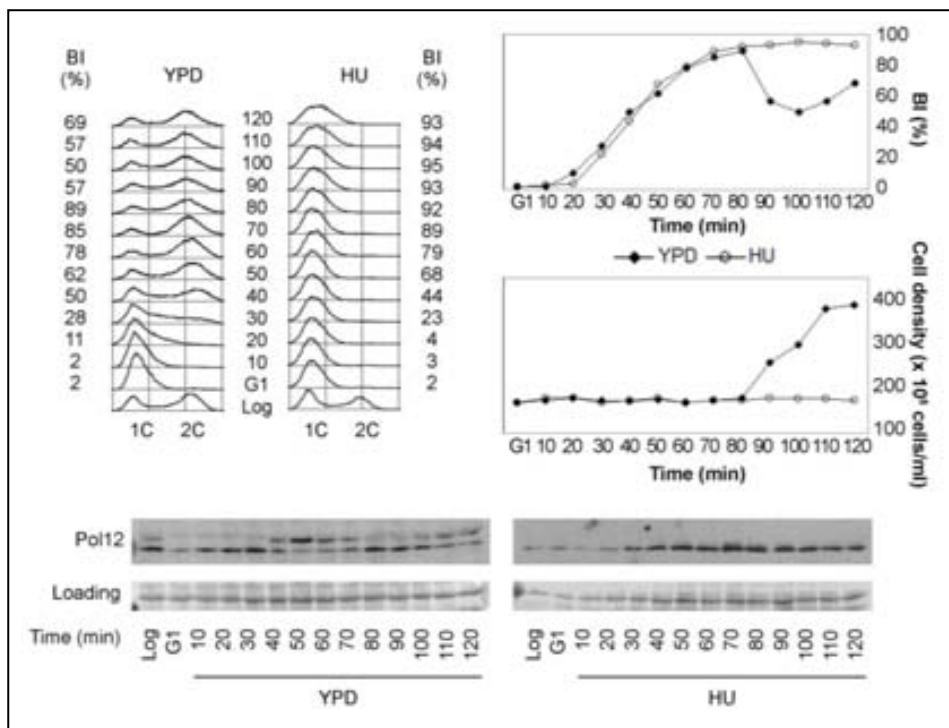 BI
(%)
YPD
HU
BI
(%)
69 120 93
57 110 94
50 100 95
57 90 93
89 80 92
85 70 89
78 60 79
62 50 68
50 40 44
28 30 23
11 20 4
2 10 3
2 G1 2
Log
1C 2C 1C 2C
100
80
60
40
20
0
BI (%)
G1 10 20 30 40 50 60 70 80 90 100 110 120
Time (min)
YPD HU
400
300
200
100
Cell density (x 10⁶ cells/ml)
G1 10 20 30 40 50 60 70 80 90 100 110 120
Time (min)
Pol12
Loading
Time (min)
Log G1 10 20 30 40 50 60 70 80 90 100 110 120
YPD
Log G1 10 20 30 40 50 60 70 80 90 100 110 120
HU